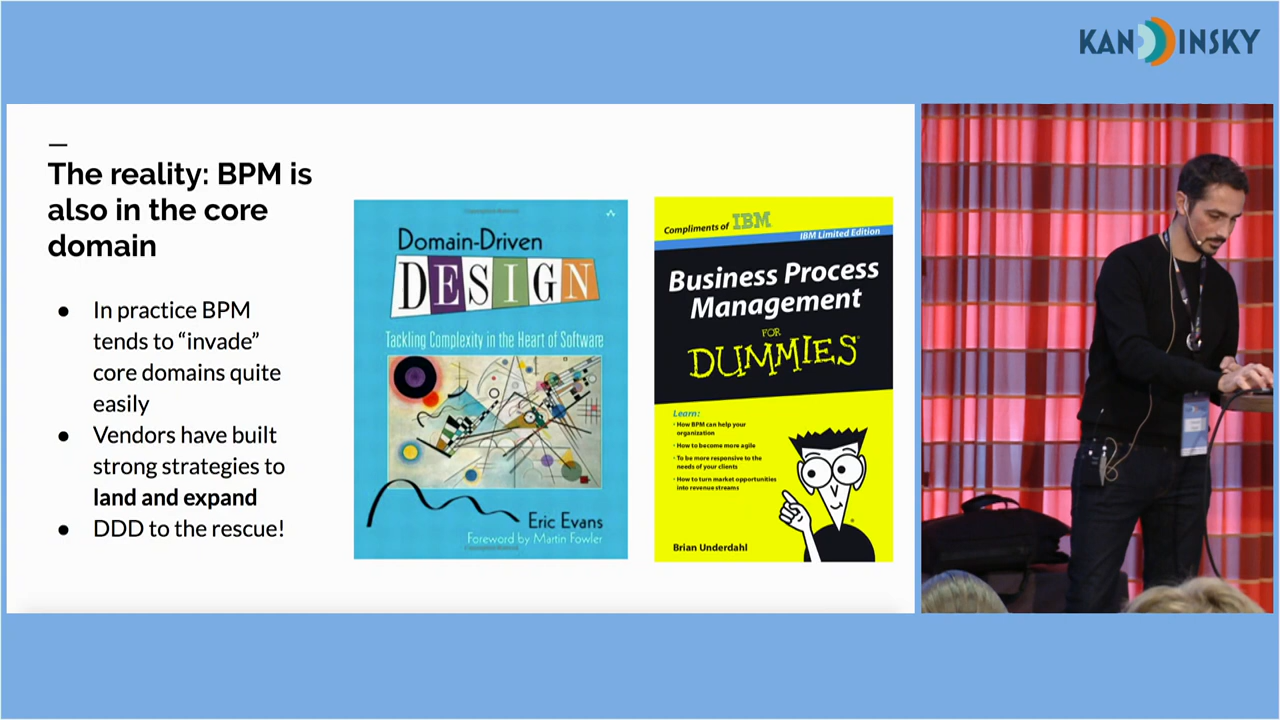 KANDDINSKY
The reality: BPM is
also in the core
domain
● In practice BPM
tends to “invade”
core domains quite
easily
● Vendors have built
strong strategies to
land and expand
● DDD to the rescue!
Domain-Driven
DESIGN
Tackling Complexity in the Heart of Software
Eric Evans
Foreword by Martin Fowler
Compliments of IBM
IBM Limited Edition
Business Process
Management
FOR
DUMMIES
Learn:
• How BPM can help your
organization
• How to become more agile
• To be more responsive to the
needs of your clients
• How to turn market opportunities
into revenue streams
Brian Underdahl